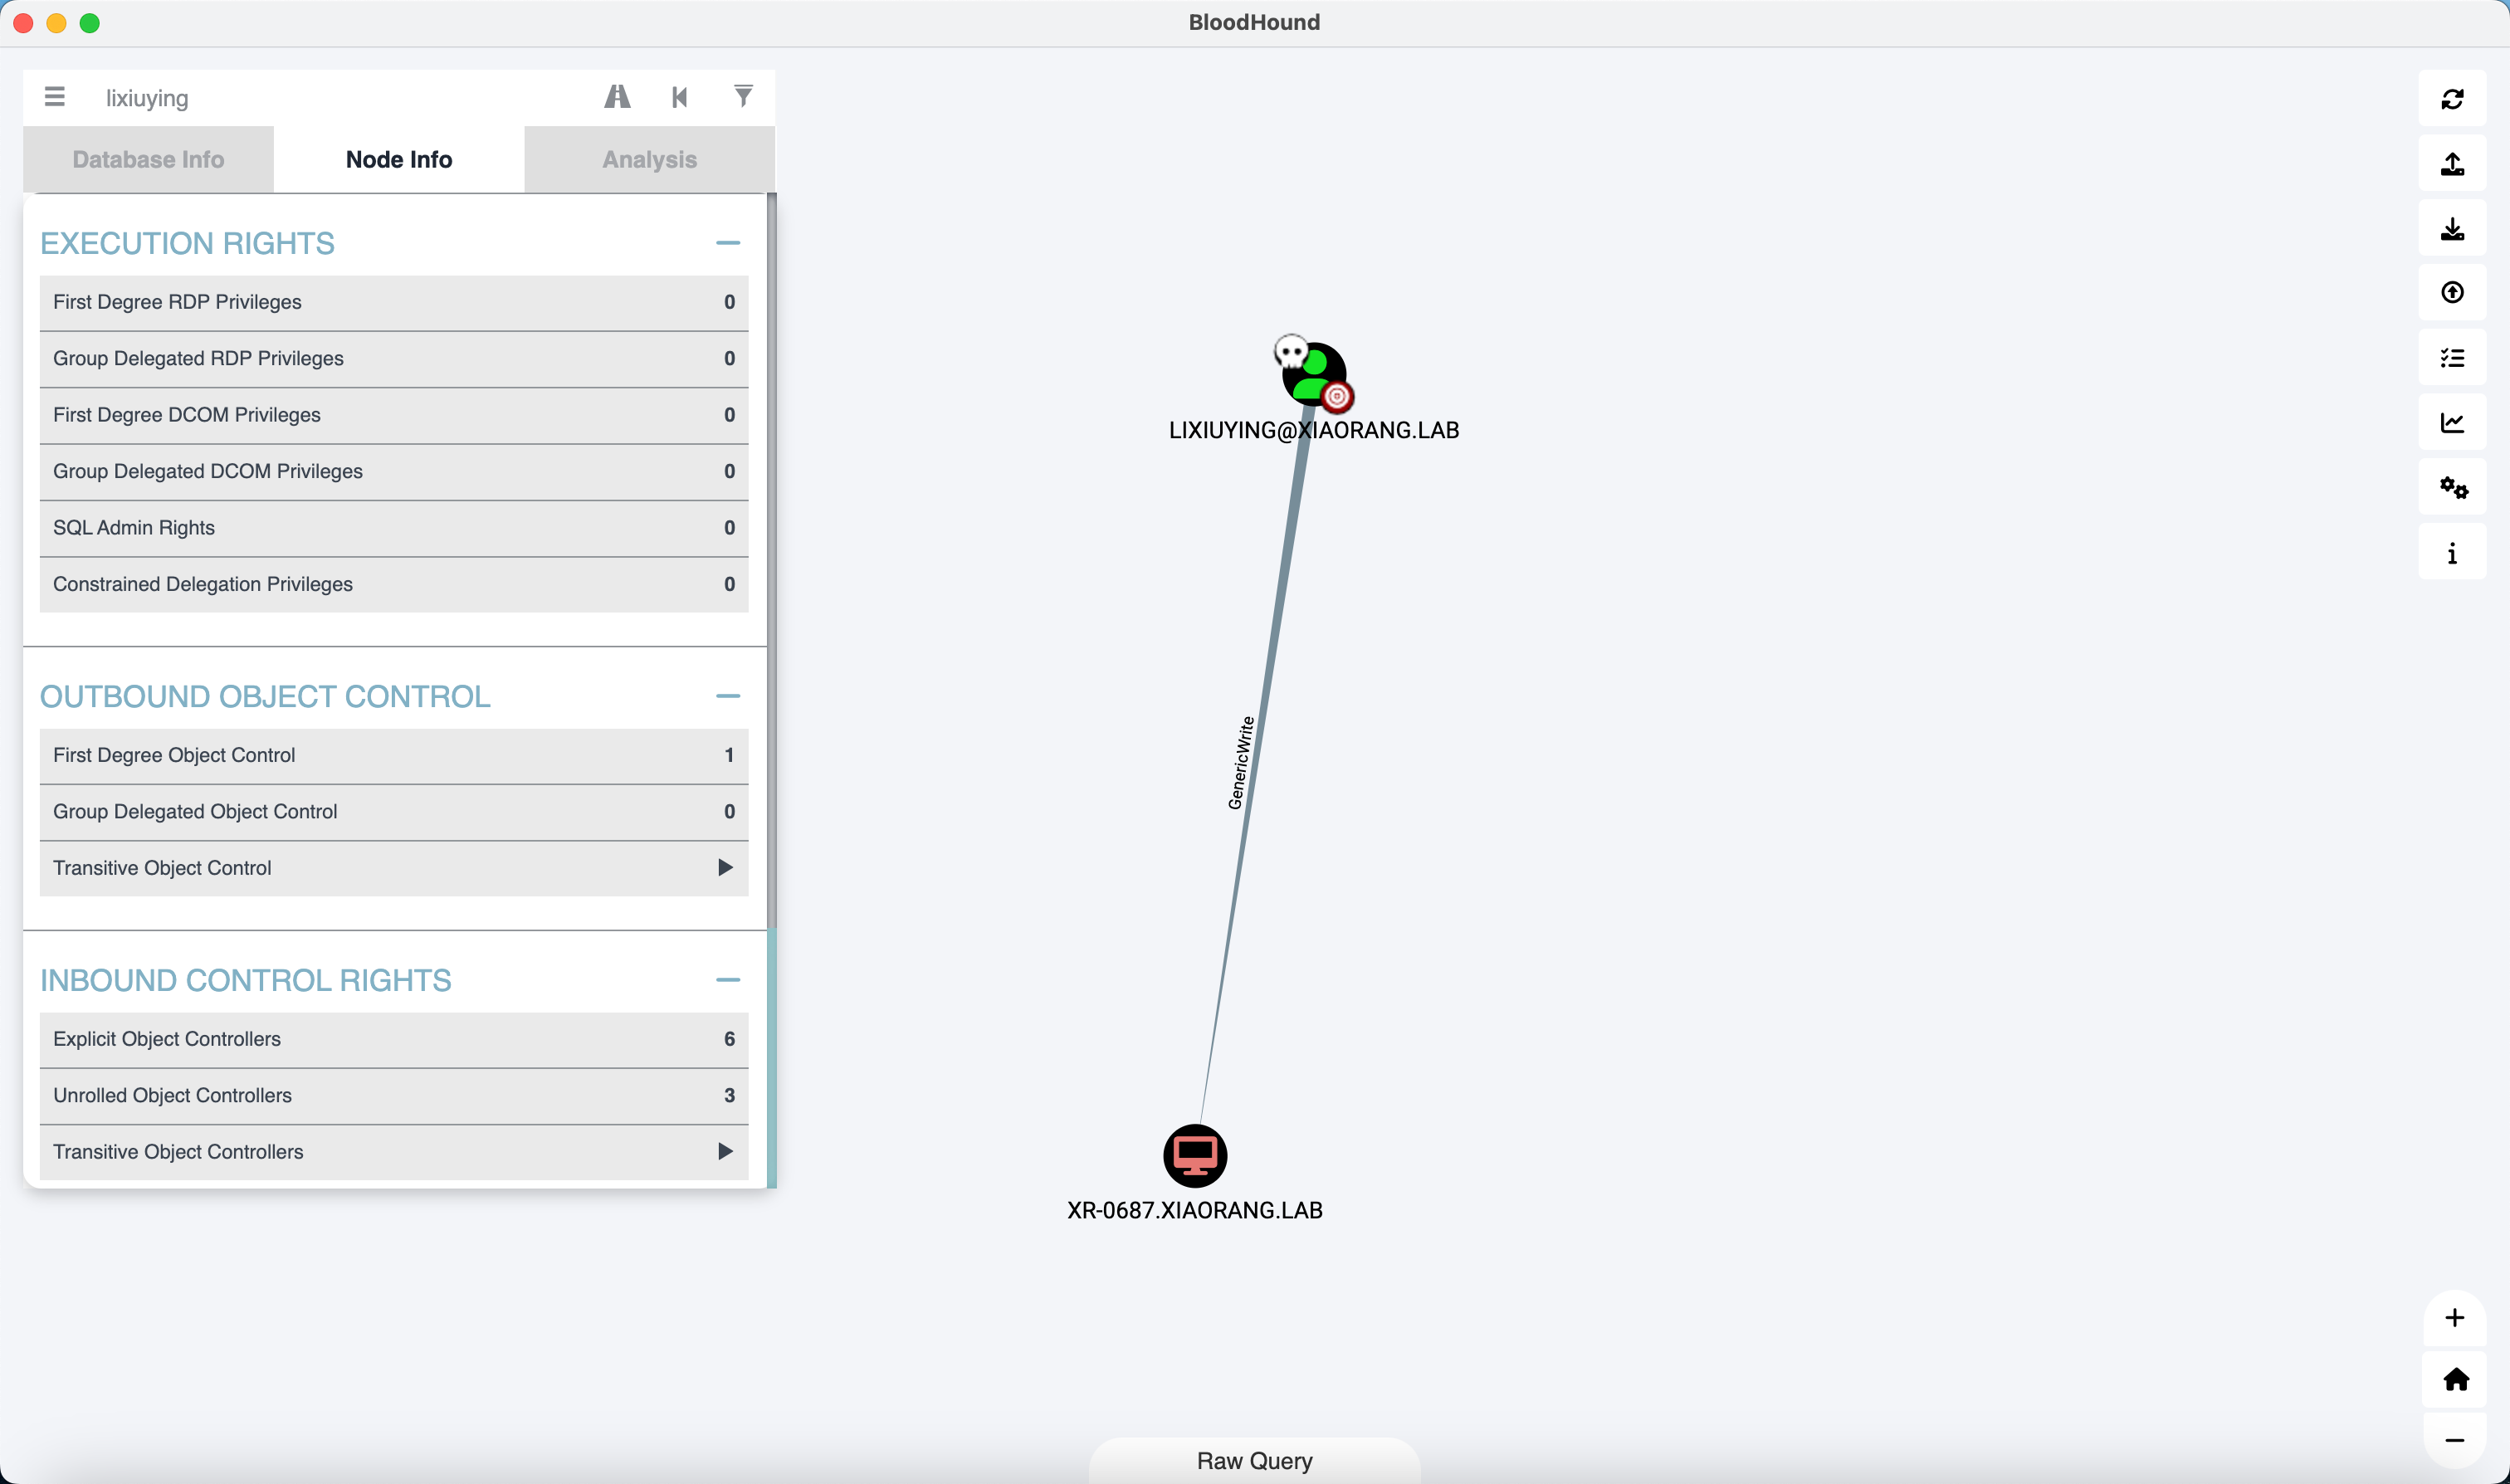 BloodHound
lixiuying
Database Info
Node Info
Analysis
EXECUTION RIGHTS
First Degree RDP Privileges 0
Group Delegated RDP Privileges 0
First Degree DCOM Privileges 0
Group Delegated DCOM Privileges 0
SQL Admin Rights 0
Constrained Delegation Privileges 0
OUTBOUND OBJECT CONTROL
First Degree Object Control 1
Group Delegated Object Control 0
Transitive Object Control
INBOUND CONTROL RIGHTS
Explicit Object Controllers 6
Unrolled Object Controllers 3
Transitive Object Controllers
LIXIUYING@XIAORANG.LAB
GenericWrite
XR-0687.XIAORANG.LAB
Raw Query